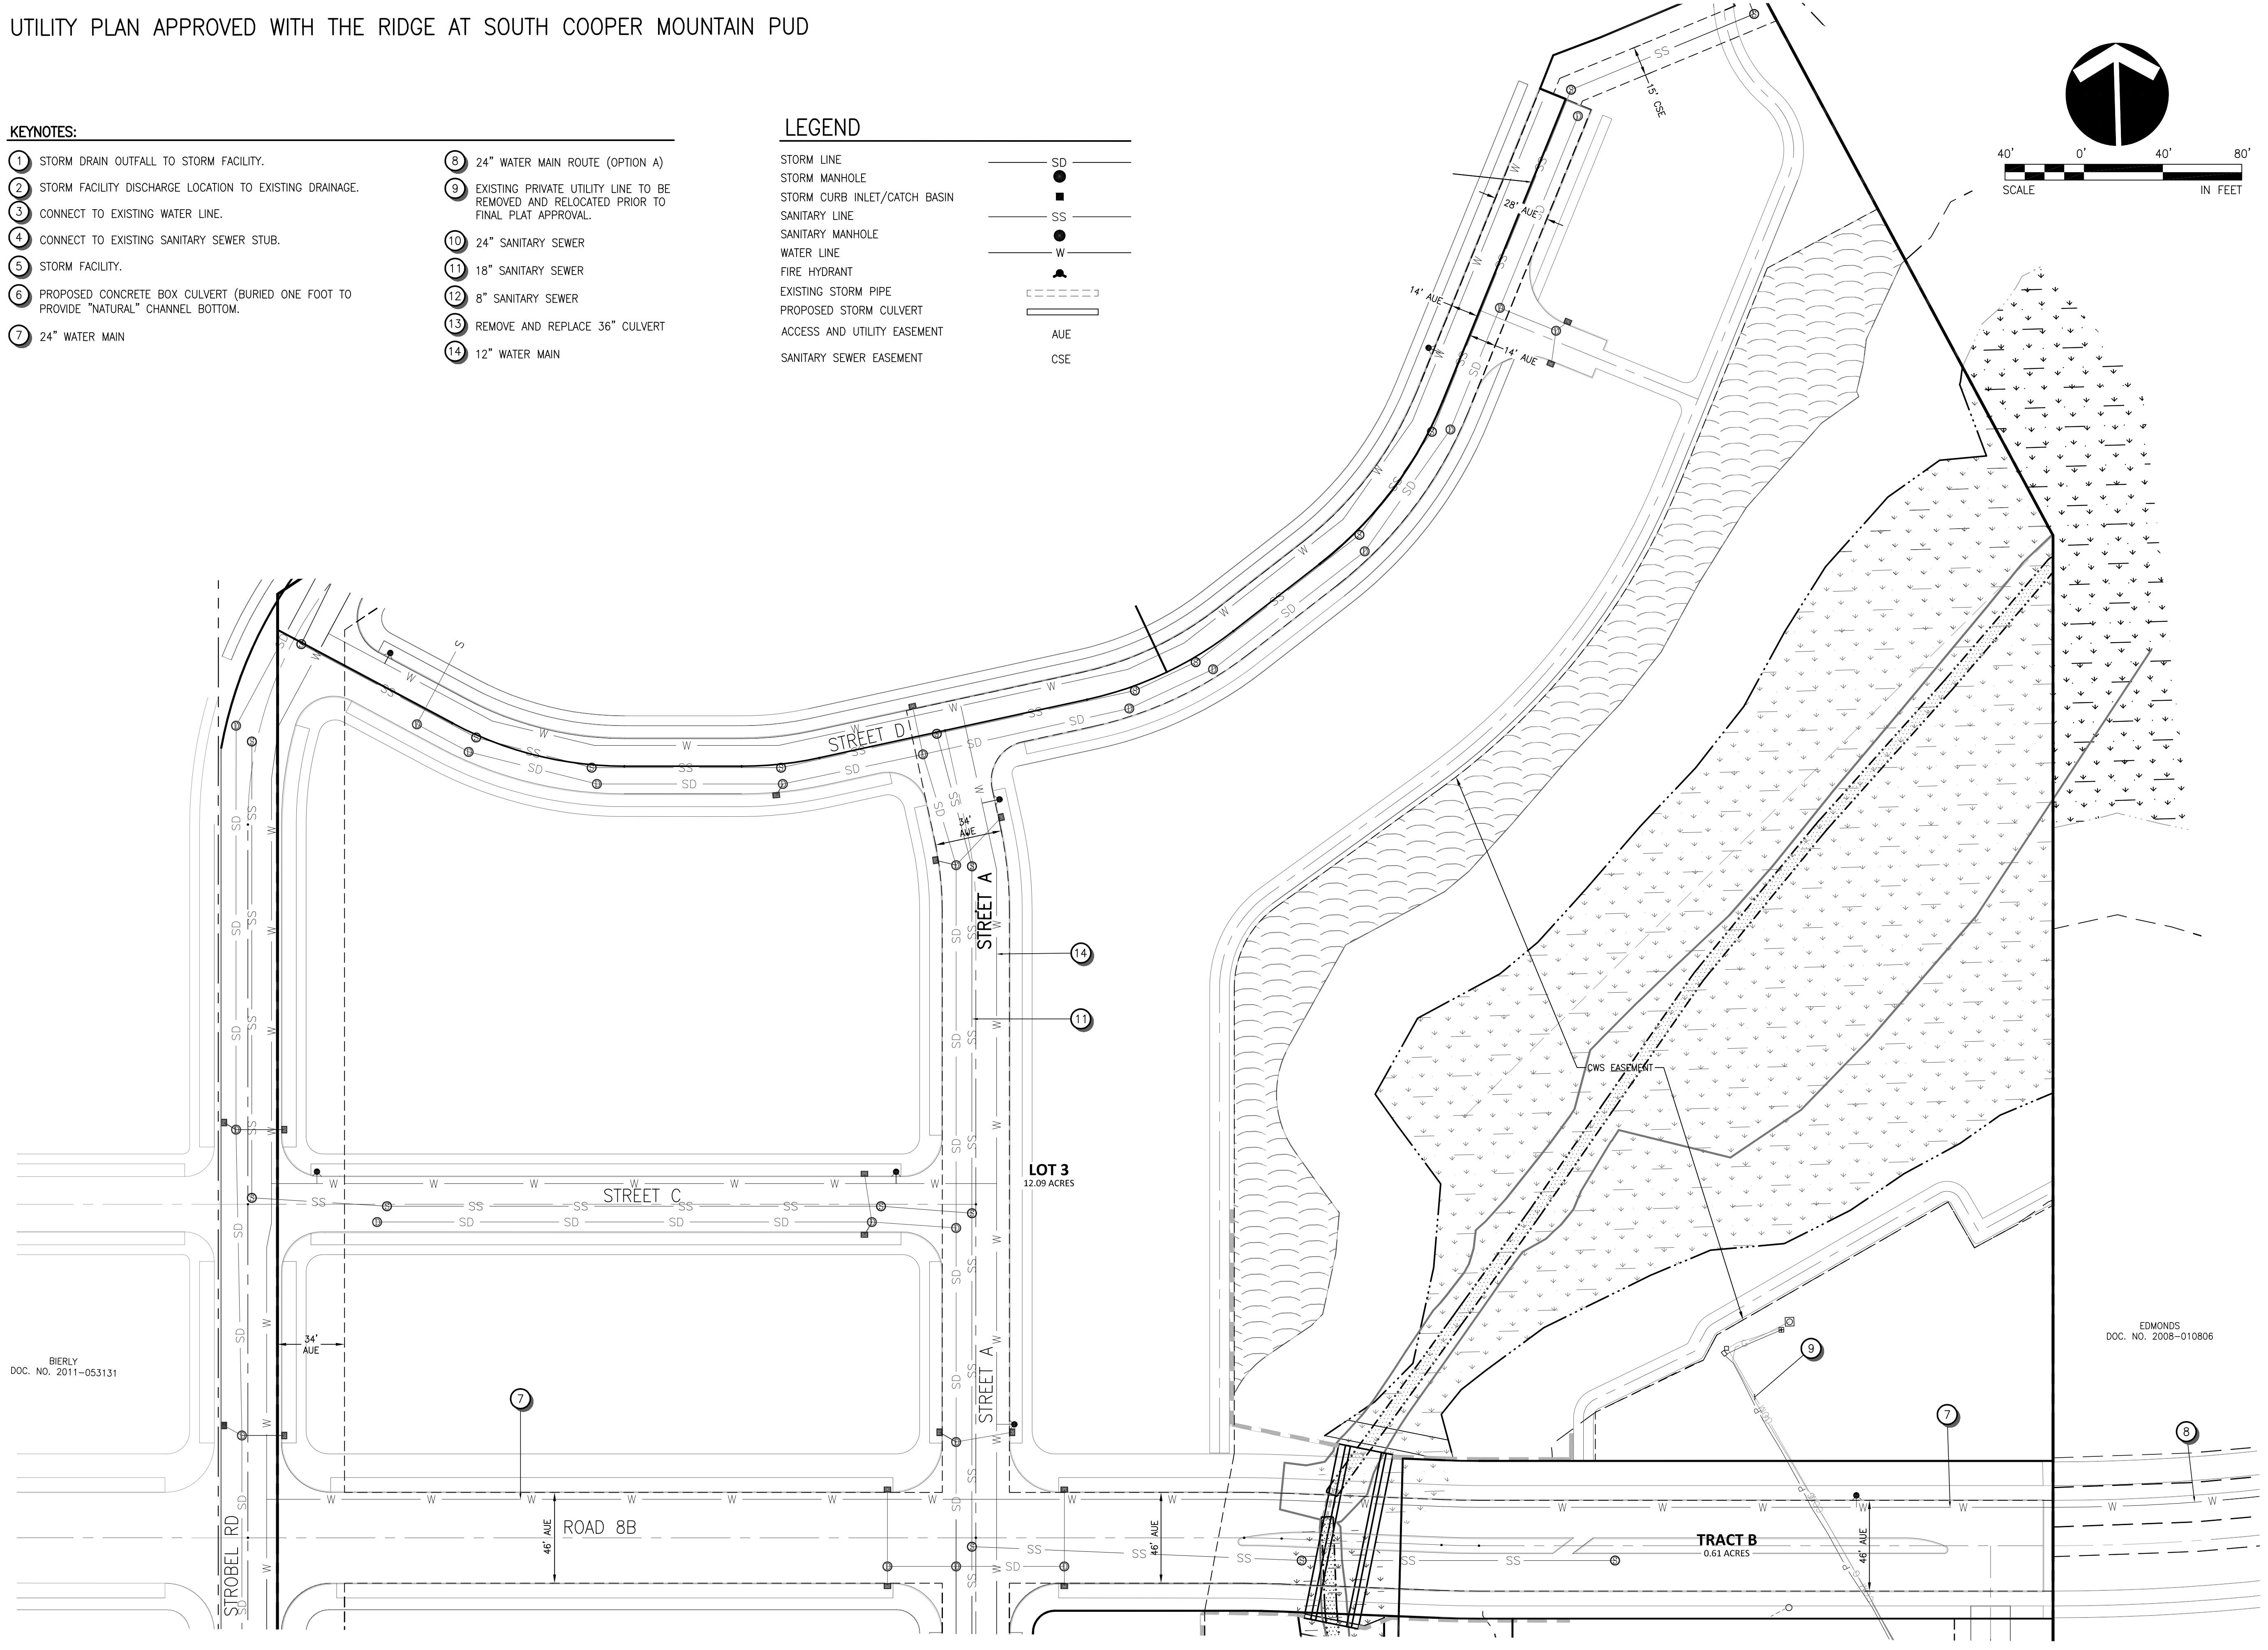 UTILITY PLAN APPROVED WITH THE RIDGE AT SOUTH COOPER MOUNTAIN PUD
KEYNOTES:
1 STORM DRAIN OUTFALL TO STORM FACILITY.
2 STORM FACILITY DISCHARGE LOCATION TO EXISTING DRAINAGE.
3 CONNECT TO EXISTING WATER LINE.
4 CONNECT TO EXISTING SANITARY SEWER STUB.
5 STORM FACILITY.
6 PROPOSED CONCRETE BOX CULVERT (BURIED ONE FOOT TO
PROVIDE "NATURAL" CHANNEL BOTTOM.
7 24" WATER MAIN
8 24" WATER MAIN ROUTE (OPTION A)
9 EXISTING PRIVATE UTILITY LINE TO BE
REMOVED AND RELOCATED PRIOR TO
FINAL PLAT APPROVAL.
10 24" SANITARY SEWER
11 18" SANITARY SEWER
12 8" SANITARY SEWER
13 REMOVE AND REPLACE 36" CULVERT
14 12" WATER MAIN
LEGEND
STORM LINE SD
STORM MANHOLE
STORM CURB INLET/CATCH BASIN
SANITARY LINE SS
SANITARY MANHOLE
WATER LINE W
FIRE HYDRANT
EXISTING STORM PIPE
PROPOSED STORM CULVERT
ACCESS AND UTILITY EASEMENT AUE
SANITARY SEWER EASEMENT CSE
40' 0' 40' 80'
SCALE IN FEET
15' CSE
28' AUE
14' AUE
14' AUE
STREET D
34'
AUE
STREET A
14
11
CWS EASEMENT
LOT 3
12.09 ACRES
STREET C
34'
AUE
BIERLY
DOC. NO. 2011-053131
EDMONDS
DOC. NO. 2008-010806
9
7
STREET A
7
8
STROBEL RD
46' AUE
ROAD 8B
46' AUE
TRACT B
0.61 ACRES
46' AUE